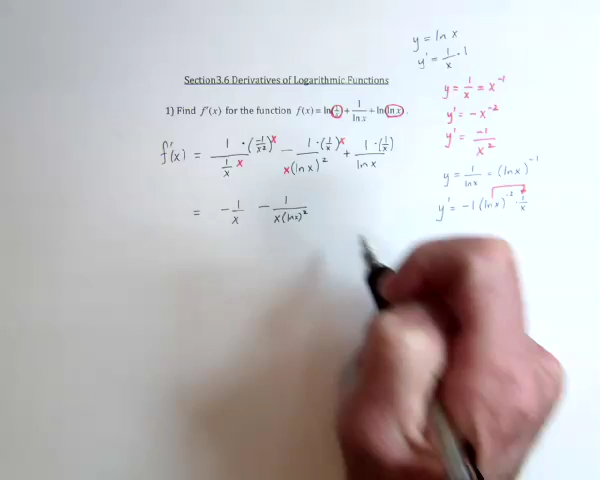 y = ln x
y' = 1/x · 1
Section3.6 Derivatives of Logarithmic Functions
1) Find f'(x) for the function f(x) = ln(1/x) + 1/ln x + ln(ln x) .
y = 1/x = x⁻¹
y' = -x⁻²
y' = -1/x²
f'(x) = 1·(-1/x²)x / (1/x)x - 1·(1/x)x / x(ln x)² + 1·(1/x) / ln x
y = 1/ln x = (ln x)⁻¹
y' = -1(ln x)⁻² · 1/x
= -1/x - 1/x(ln x)²